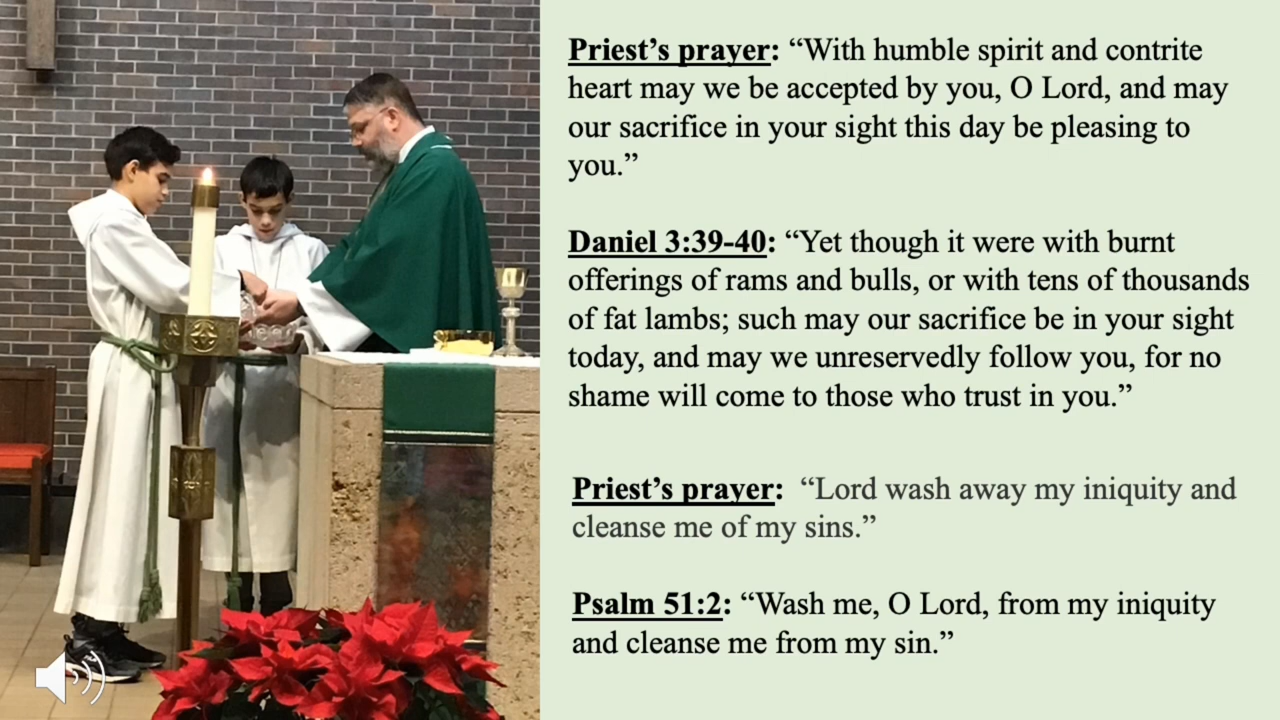 Priest’s prayer: “With humble spirit and contrite
heart may we be accepted by you, O Lord, and may
our sacrifice in your sight this day be pleasing to
you.”
Daniel 3:39-40: “Yet though it were with burnt
offerings of rams and bulls, or with tens of thousands
of fat lambs; such may our sacrifice be in your sight
today, and may we unreservedly follow you, for no
shame will come to those who trust in you.”
Priest’s prayer: “Lord wash away my iniquity and
cleanse me of my sins.”
Psalm 51:2: “Wash me, O Lord, from my iniquity
and cleanse me from my sin.”